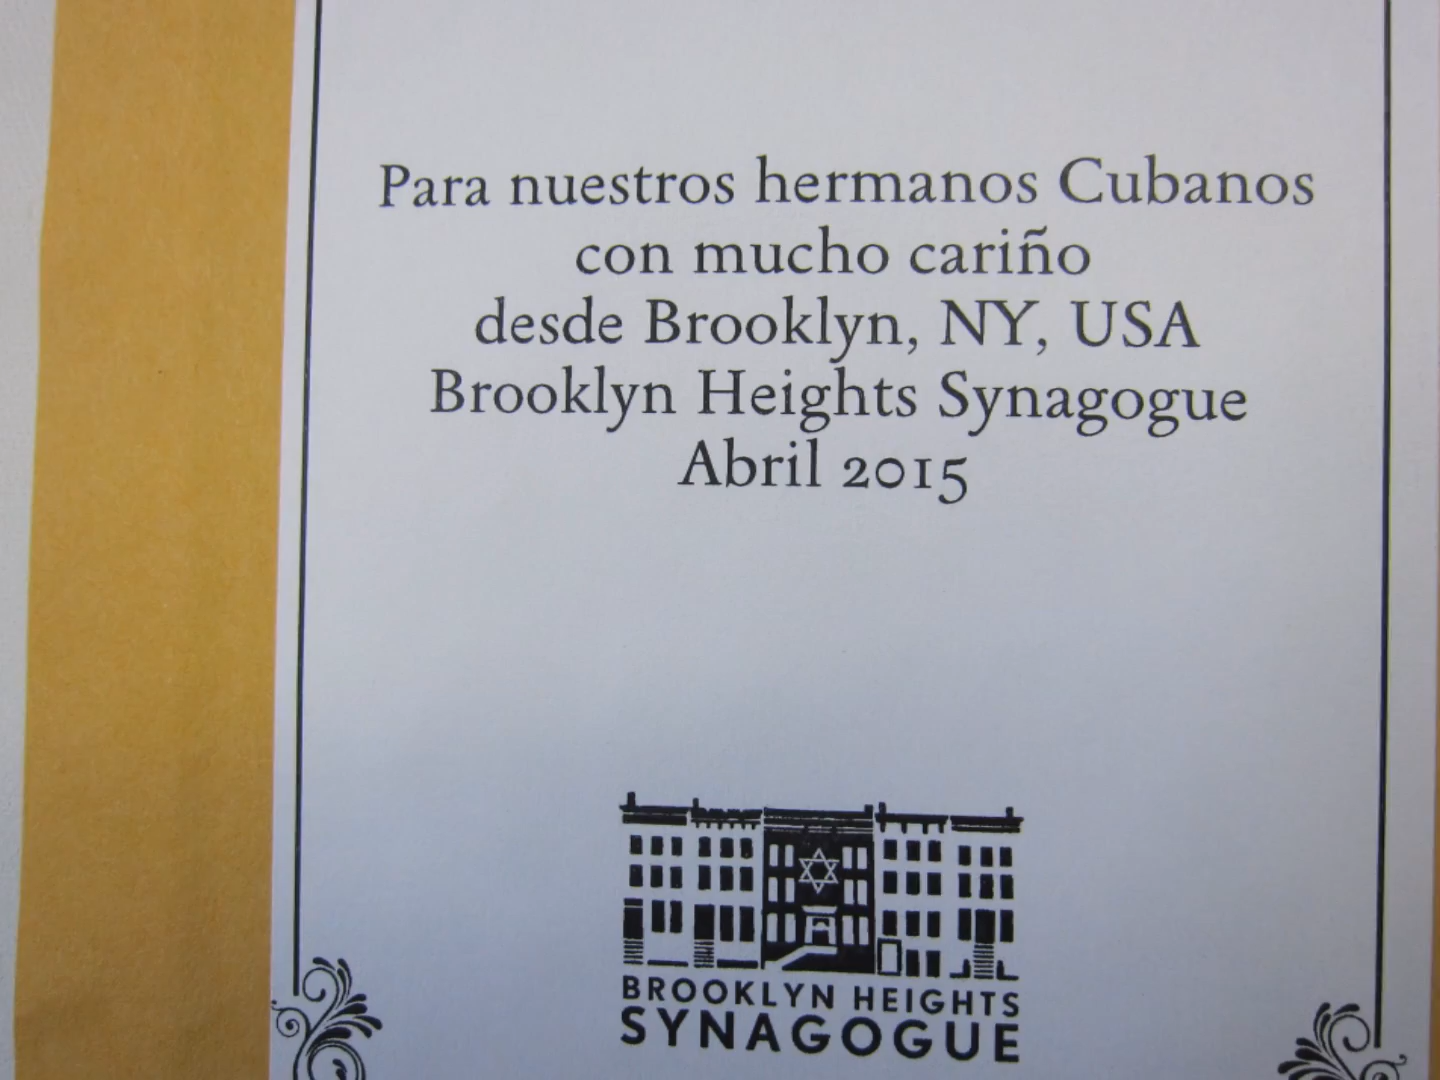 Para nuestros hermanos Cubanos
con mucho cariño
desde Brooklyn, NY, USA
Brooklyn Heights Synagogue
Abril 2015
BROOKLYN HEIGHTS
SYNAGOGUE